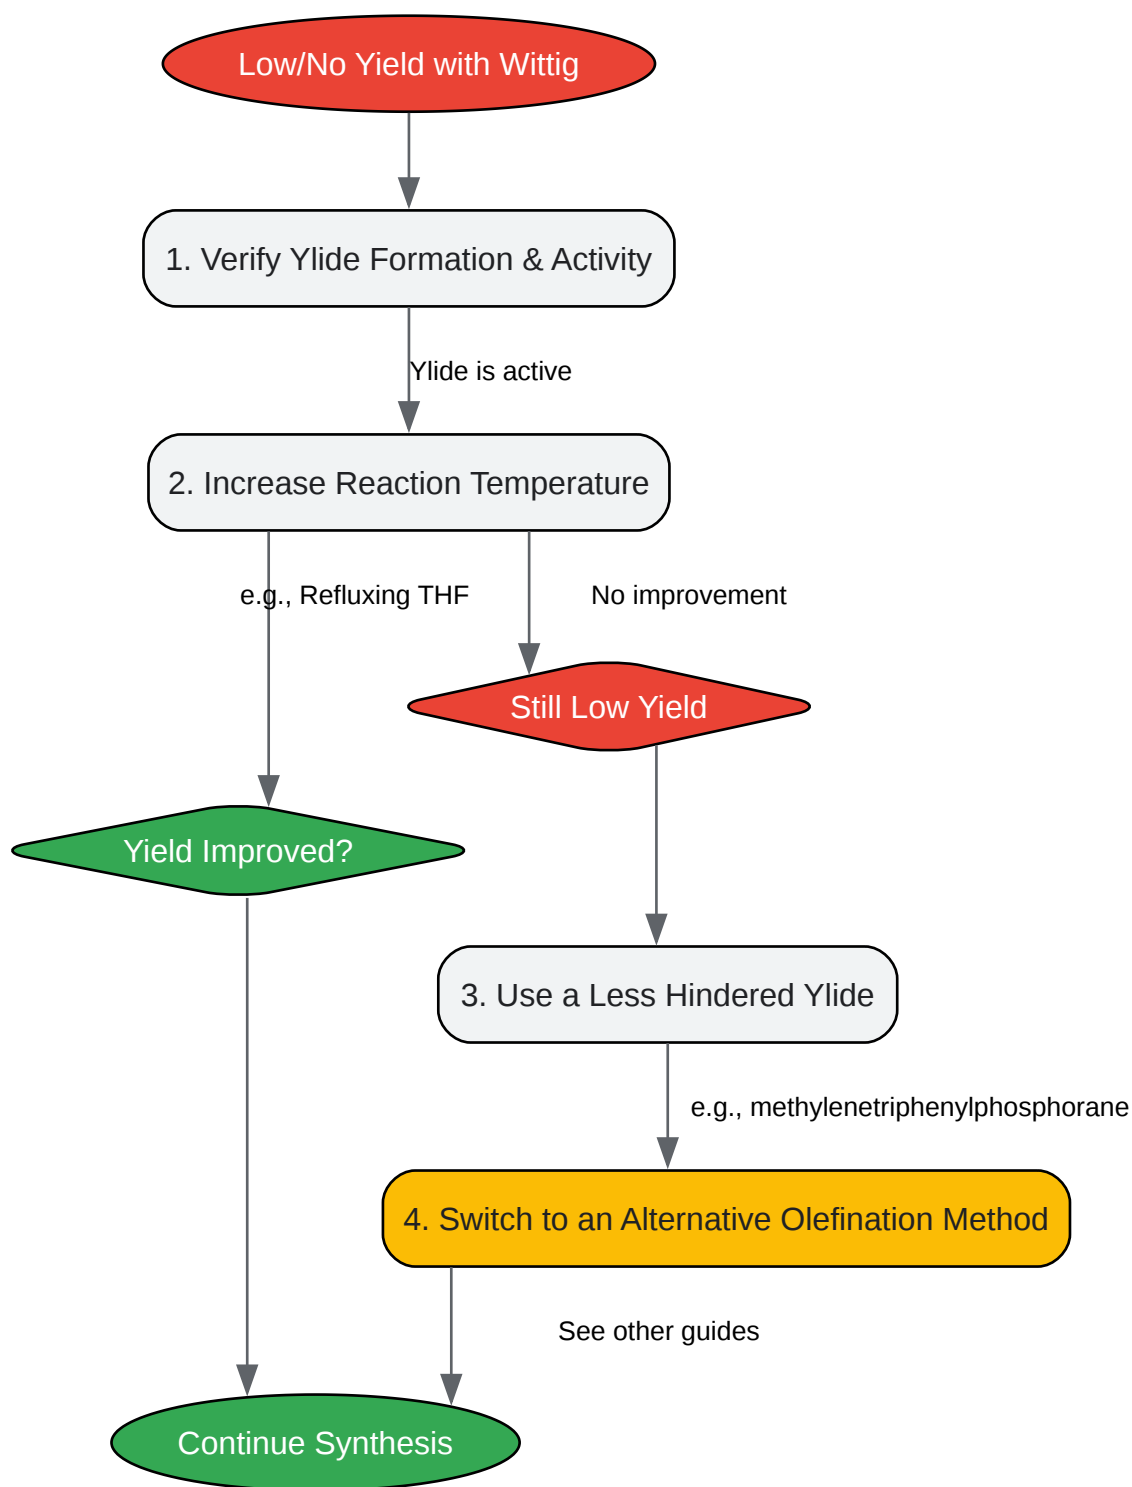 Low/No Yield with Wittig
1. Verify Ylide Formation & Activity
Ylide is active
2. Increase Reaction Temperature
e.g., Refluxing THF
No improvement
Still Low Yield
Yield Improved?
3. Use a Less Hindered Ylide
e.g., methylenetriphenylphosphorane
4. Switch to an Alternative Olefination Method
See other guides
Continue Synthesis